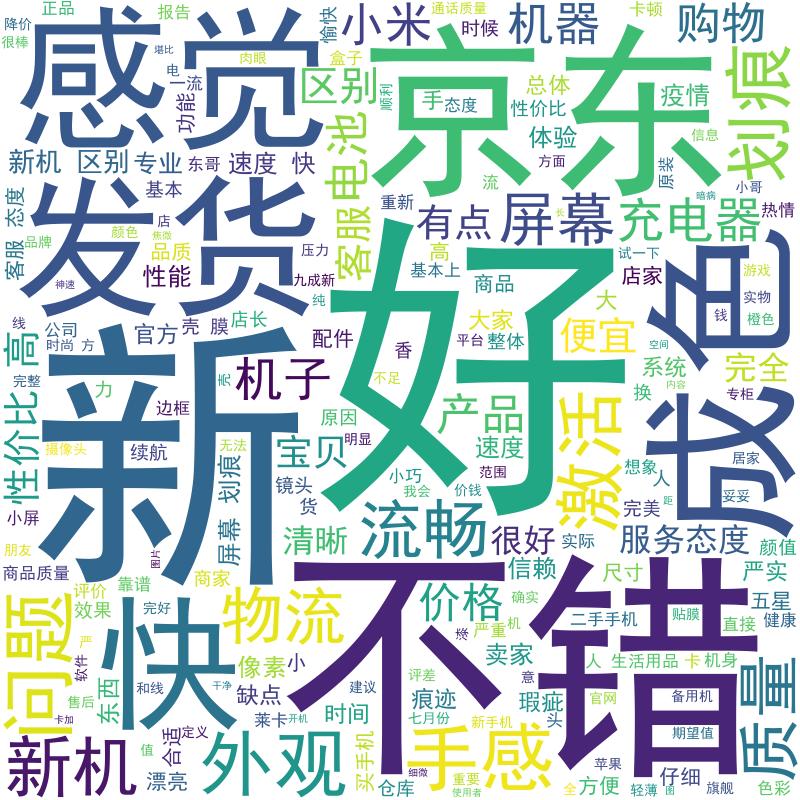 正品
报告
降价
很棒
堪比
感觉
愉快
小米
通话质量
时候
卡顿
机器
购物
肉眼
盒子
电
流
功能
区别
顺利
京东
总体
手
态度
性价比
疫情
划痕
体验
信息
新机
区别
专业
东哥
速度
快
电池
方面
原装
小哥
基本
重新
流
暗病
热情
态度
客服
发货
店
颜色
品牌
焦微
品质
性能
神速
压力
九成新
纯
客服
有点
屏幕
长
充电器
高
基本上
商品
试一下
店家
成色
游戏
实物
钱
橙色
好
大
线
公司
时尚
方
官方
壳
膜
店长
配件
香
大家
平台
整体
便宜
系统
空间
高
完整
新
力
壳
机子
不足
换
内容
完全
专柜
性价比
边框
原因
明显
产品
激活
摄像头
续航
无法
宝贝
速度
小巧
范围
想象
人
居家
妥妥
距
小屏
划痕
屏幕
镜头
货
我会
价钱
完美
朋友
图片
清晰
流畅
很好
实际
服务态度
颜值
商品质量
商家
信赖
尺寸
严实
评价
靠谱
问题
效果
完好
快
物流
不错
价格
确实
五星
严
机
严重
二手手机
贴膜
直接
健康
软件
像素
小
卖家
人
生活用品
卡
机身
东西
售后
和线
干净
缺点
评差
意
建议
痕迹
瑕疵
官网
备用机
质量
卡加
莱卡
开机
时间
七月份
新手机
头
期望值
新机
值
合适
定义
外观
买手机
手感
苹果
仔细
漂亮
仓库
细微
重要
使用者
全
方便
轻薄
旗舰
色彩